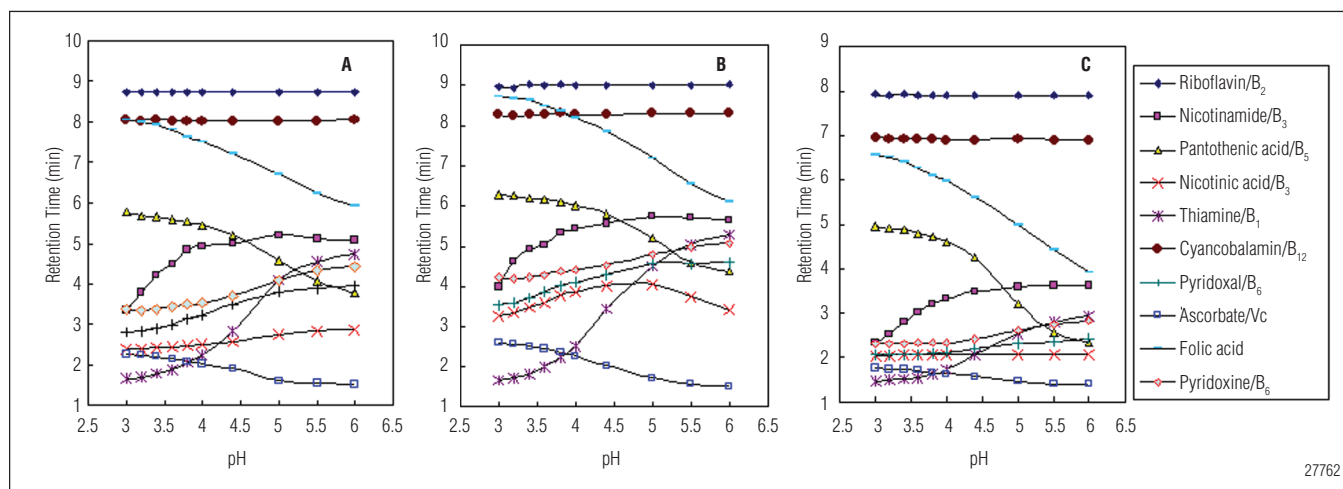 A
Retention Time (min)
10
9
8
7
6
5
4
3
2
1
2.5 3 3.5 4 4.5 5 5.5 6 6.5
pH
B
Retention Time (min)
10
9
8
7
6
5
4
3
2
1
2.5 3 3.5 4 4.5 5 5.5 6 6.5
pH
C
Retention Time (min)
9
8
7
6
5
4
3
2
1
2.5 3 3.5 4 4.5 5 5.5 6 6.5
pH
Riboflavin/B₂
Nicotinamide/B₃
Pantothenic acid/B₅
Nicotinic acid/B₃
Thiamine/B₁
Cyancobalamin/B₁₂
Pyridoxal/B₆
Ascorbate/Vc
Folic acid
Pyridoxine/B₆
27762